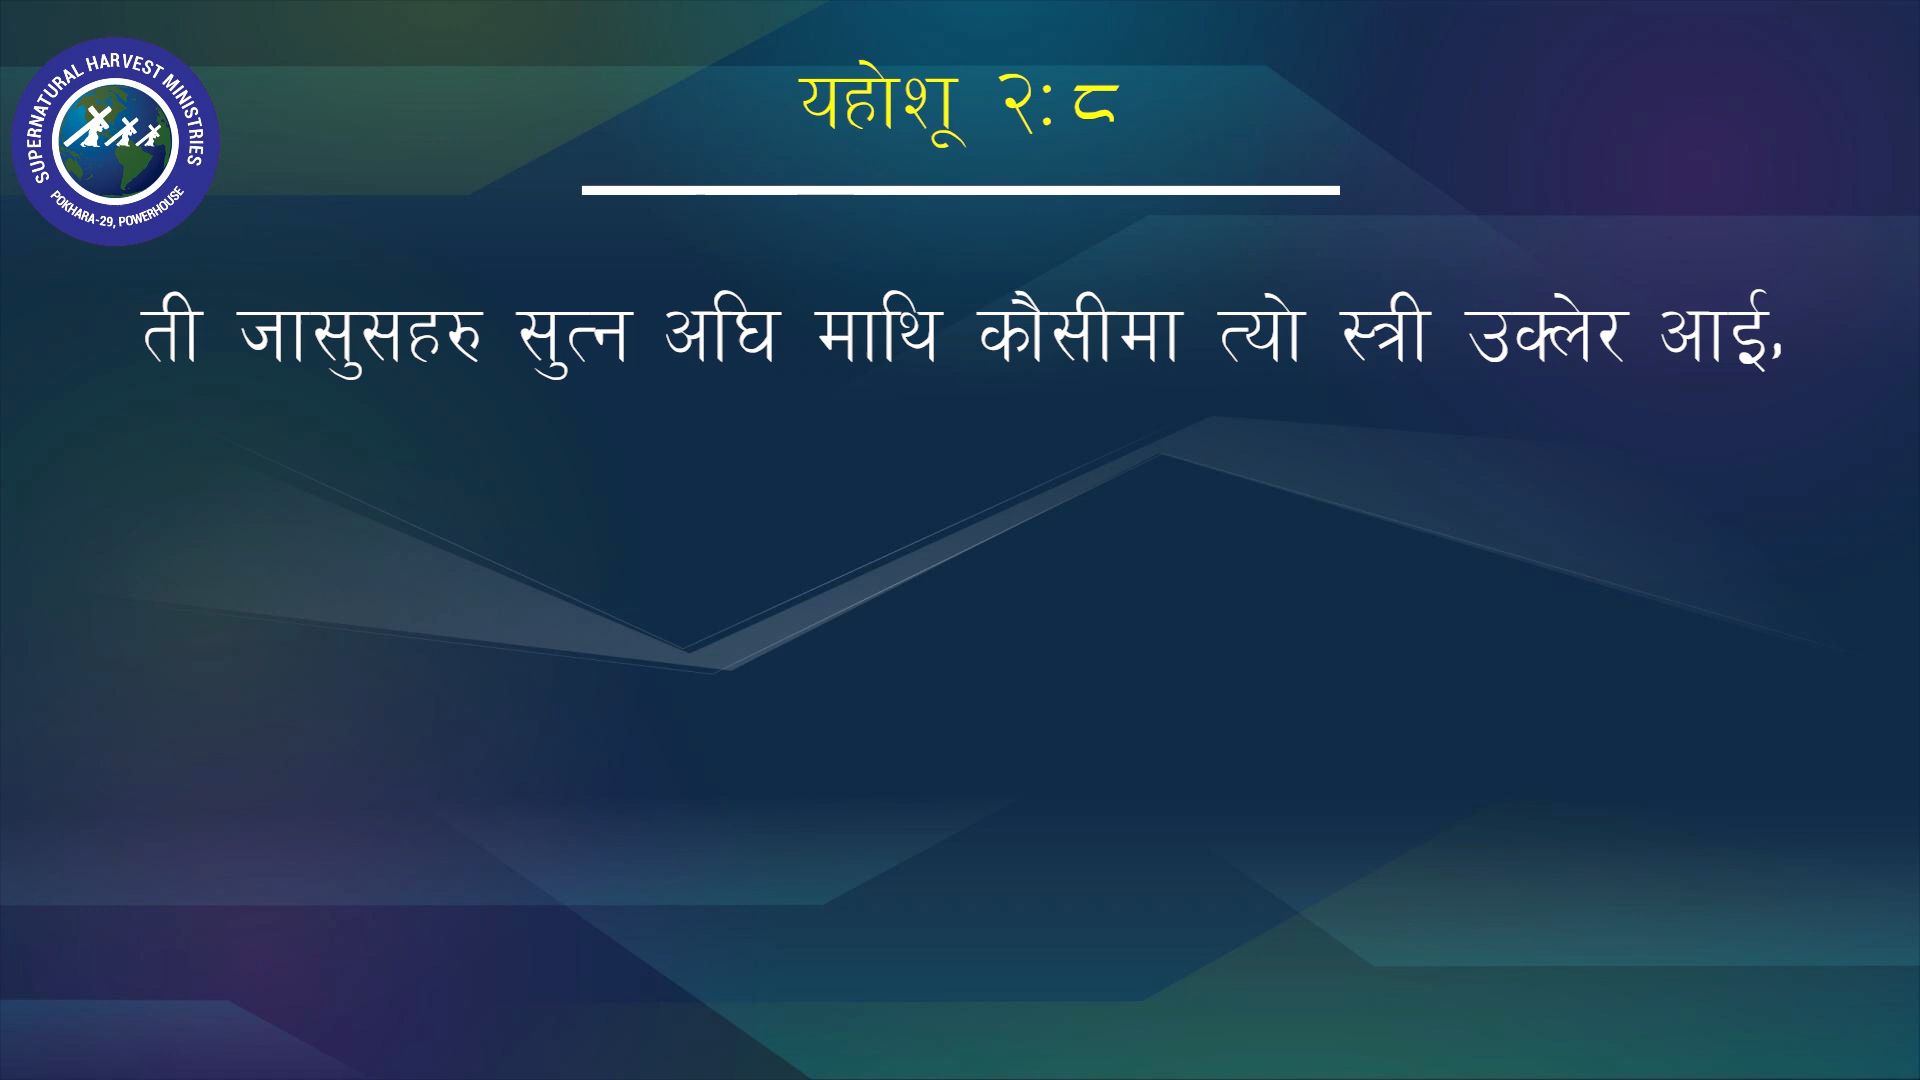 SUPERNATURAL HARVEST MINISTRIES
POKHARA-29, POWERHOUSE
यहोशू २:८
ती जासुसहरु सुत्न अघि माथि कौसीमा त्यो स्त्री उक्लेर आई,